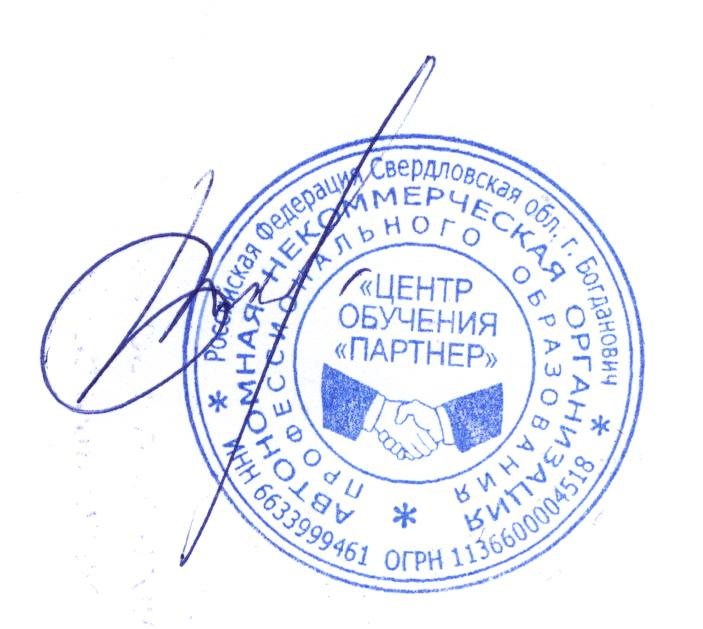 Российская Федерация Свердловская обл. г. Богданович
АВТОНОМНАЯ НЕКОММЕРЧЕСКАЯ ОРГАНИЗАЦИЯ
ПРОФЕССИОНАЛЬНОГО ОБРАЗОВАНИЯ
«ЦЕНТР
ОБУЧЕНИЯ
«ПАРТНЕР»
* ИНН 6633999461 * ОГРН 1136600004518 *